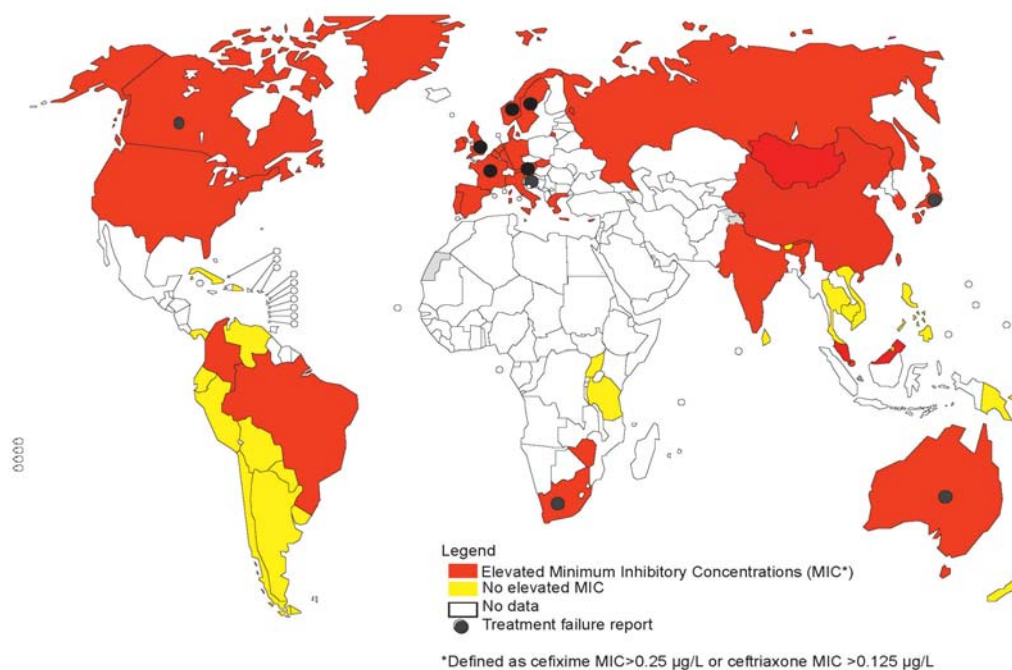 Legend
Elevated Minimum Inhibitory Concentrations (MIC*)
No elevated MIC
No data
Treatment failure report
*Defined as cefixime MIC>0.25 µg/L or ceftriaxone MIC >0.125 µg/L